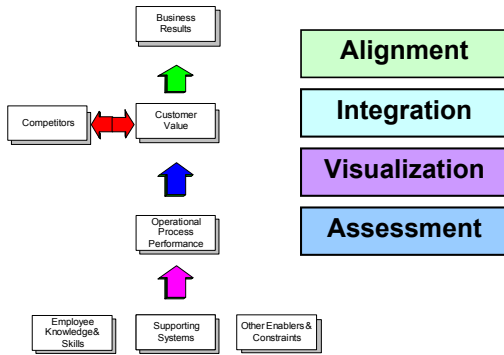 Business
Results
Competitors
Customer
Value
Operational
Process
Performance
Employee
Knowledge&
Skills
Supporting
Systems
Other Enablers &
Constraints
Alignment
Integration
Visualization
Assessment